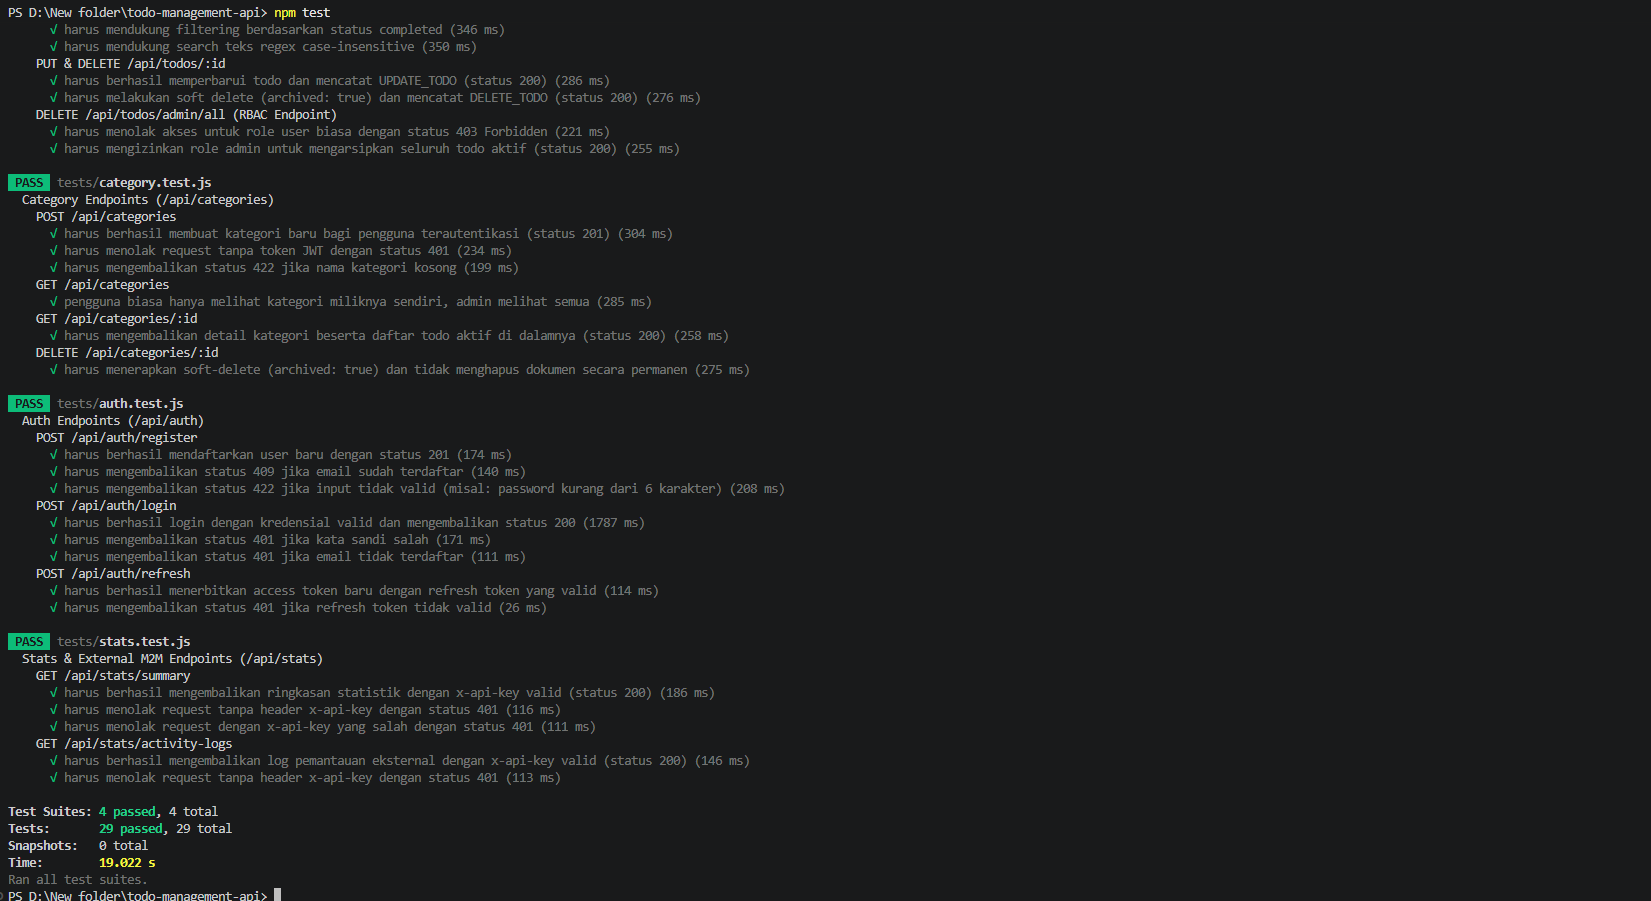 PS D:\New folder\todo-management-api> npm test
√ harus mendukung filtering berdasarkan status completed (346 ms)
√ harus mendukung search teks regex case-insensitive (350 ms)
PUT & DELETE /api/todos/:id
√ harus berhasil memperbarui todo dan mencatat UPDATE_TODO (status 200) (286 ms)
√ harus melakukan soft delete (archived: true) dan mencatat DELETE_TODO (status 200) (276 ms)
DELETE /api/todos/admin/all (RBAC Endpoint)
√ harus menolak akses untuk role user biasa dengan status 403 Forbidden (221 ms)
√ harus mengizinkan role admin untuk mengarsipkan seluruh todo aktif (status 200) (255 ms)
PASS tests/category.test.js
Category Endpoints (/api/categories)
POST /api/categories
√ harus berhasil membuat kategori baru bagi pengguna terautentikasi (status 201) (304 ms)
√ harus menolak request tanpa token JWT dengan status 401 (234 ms)
√ harus mengembalikan status 422 jika nama kategori kosong (199 ms)
GET /api/categories
√ pengguna biasa hanya melihat kategori miliknya sendiri, admin melihat semua (285 ms)
GET /api/categories/:id
√ harus mengembalikan detail kategori beserta daftar todo aktif di dalamnya (status 200) (258 ms)
DELETE /api/categories/:id
√ harus menerapkan soft-delete (archived: true) dan tidak menghapus dokumen secara permanen (275 ms)
PASS tests/auth.test.js
Auth Endpoints (/api/auth)
POST /api/auth/register
√ harus berhasil mendaftarkan user baru dengan status 201 (174 ms)
√ harus mengembalikan status 409 jika email sudah terdaftar (140 ms)
√ harus mengembalikan status 422 jika input tidak valid (misal: password kurang dari 6 karakter) (208 ms)
POST /api/auth/login
√ harus berhasil login dengan kredensial valid dan mengembalikan status 200 (1787 ms)
√ harus mengembalikan status 401 jika kata sandi salah (171 ms)
√ harus mengembalikan status 401 jika email tidak terdaftar (111 ms)
POST /api/auth/refresh
√ harus berhasil menerbitkan access token baru dengan refresh token yang valid (114 ms)
√ harus mengembalikan status 401 jika refresh token tidak valid (26 ms)
PASS tests/stats.test.js
Stats & External M2M Endpoints (/api/stats)
GET /api/stats/summary
√ harus berhasil mengembalikan ringkasan statistik dengan x-api-key valid (status 200) (186 ms)
√ harus menolak request tanpa header x-api-key dengan status 401 (116 ms)
√ harus menolak request dengan x-api-key yang salah dengan status 401 (111 ms)
GET /api/stats/activity-logs
√ harus berhasil mengembalikan log pemantauan eksternal dengan x-api-key valid (status 200) (146 ms)
√ harus menolak request tanpa header x-api-key dengan status 401 (113 ms)
Test Suites: 4 passed, 4 total
Tests: 29 passed, 29 total
Snapshots: 0 total
Time: 19.022 s
Ran all test suites.
PS D:\New folder\todo-management-api>